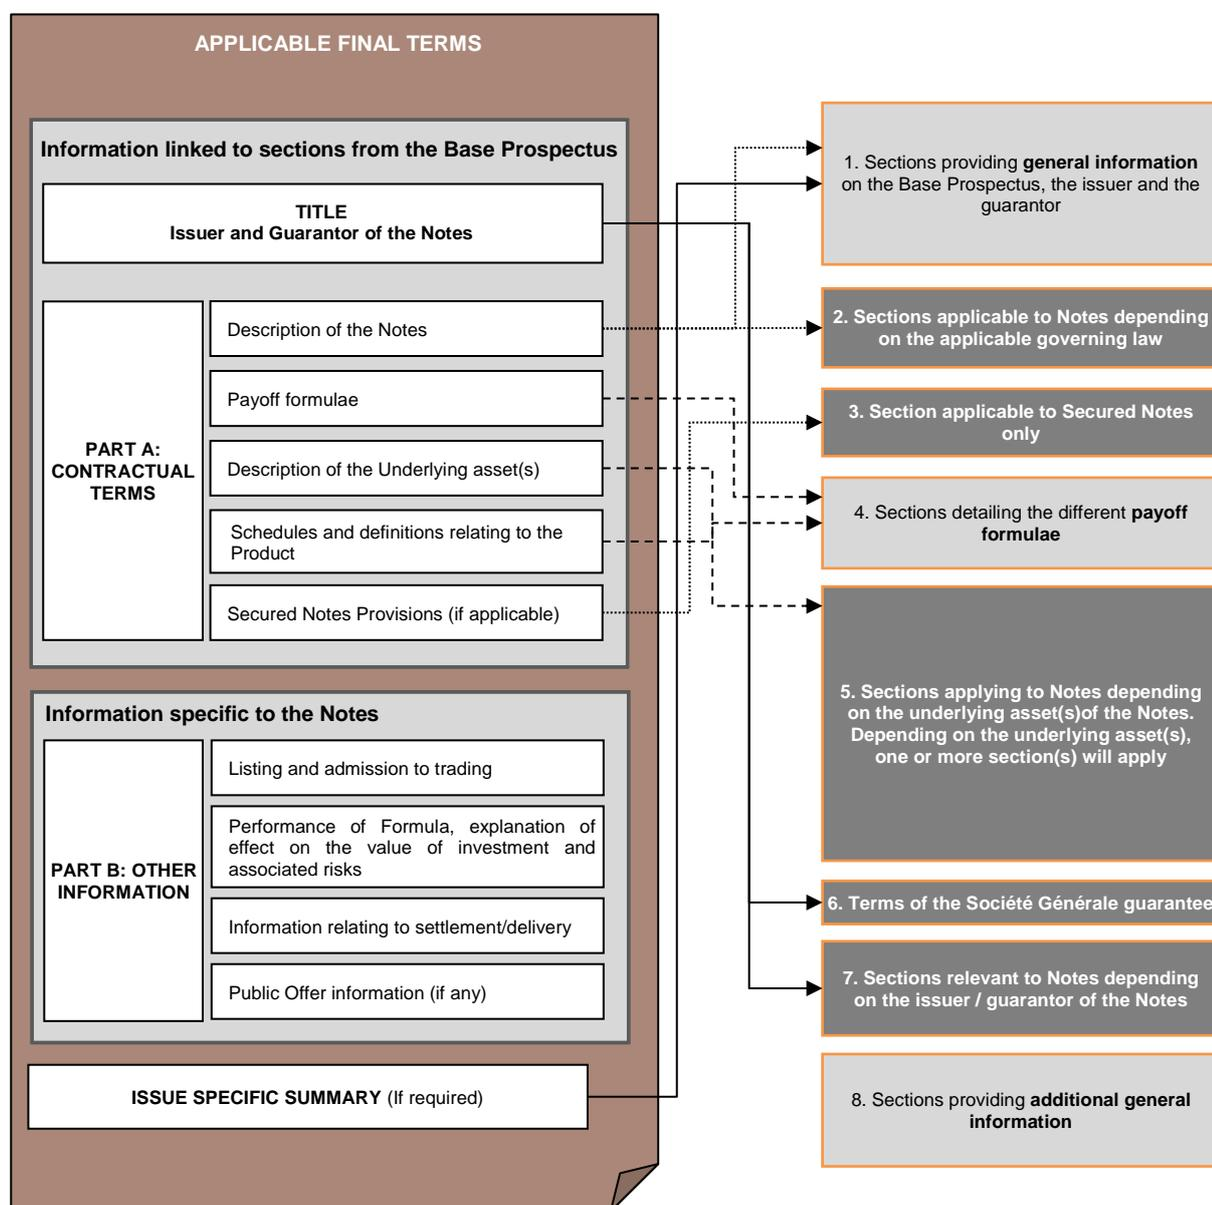 APPLICABLE FINAL TERMS
Information linked to sections from the Base Prospectus
TITLE
Issuer and Guarantor of the Notes
PART A:
CONTRACTUAL
TERMS
Description of the Notes
Payoff formulae
Description of the Underlying asset(s)
Schedules and definitions relating to the
Product
Secured Notes Provisions (if applicable)
Information specific to the Notes
PART B: OTHER
INFORMATION
Listing and admission to trading
Performance of Formula, explanation of
effect on the value of investment and
associated risks
Information relating to settlement/delivery
Public Offer information (if any)
ISSUE SPECIFIC SUMMARY (If required)
1. Sections providing general information
on the Base Prospectus, the issuer and the
guarantor
2. Sections applicable to Notes depending
on the applicable governing law
3. Section applicable to Secured Notes
only
4. Sections detailing the different payoff
formulae
5. Sections applying to Notes depending
on the underlying asset(s)of the Notes.
Depending on the underlying asset(s),
one or more section(s) will apply
6. Terms of the Société Générale guarantee
7. Sections relevant to Notes depending
on the issuer / guarantor of the Notes
8. Sections providing additional general
information